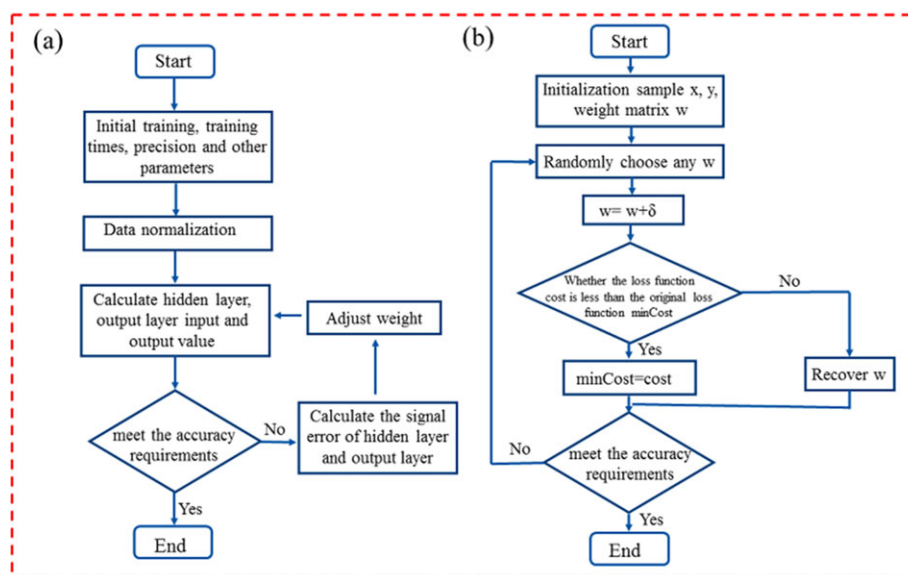 (a)
Start
Initial training, training
times, precision and other
parameters
Data normalization
Calculate hidden layer,
output layer input and
output value
Adjust weight
meet the accuracy
requirements
No
Calculate the signal
error of hidden layer
and output layer
Yes
End
(b)
Start
Initialization sample x, y,
weight matrix w
Randomly choose any w
w= w+δ
Whether the loss function
cost is less than the original loss
function minCost
No
Yes
minCost=cost
Recover w
No
meet the accuracy
requirements
Yes
End